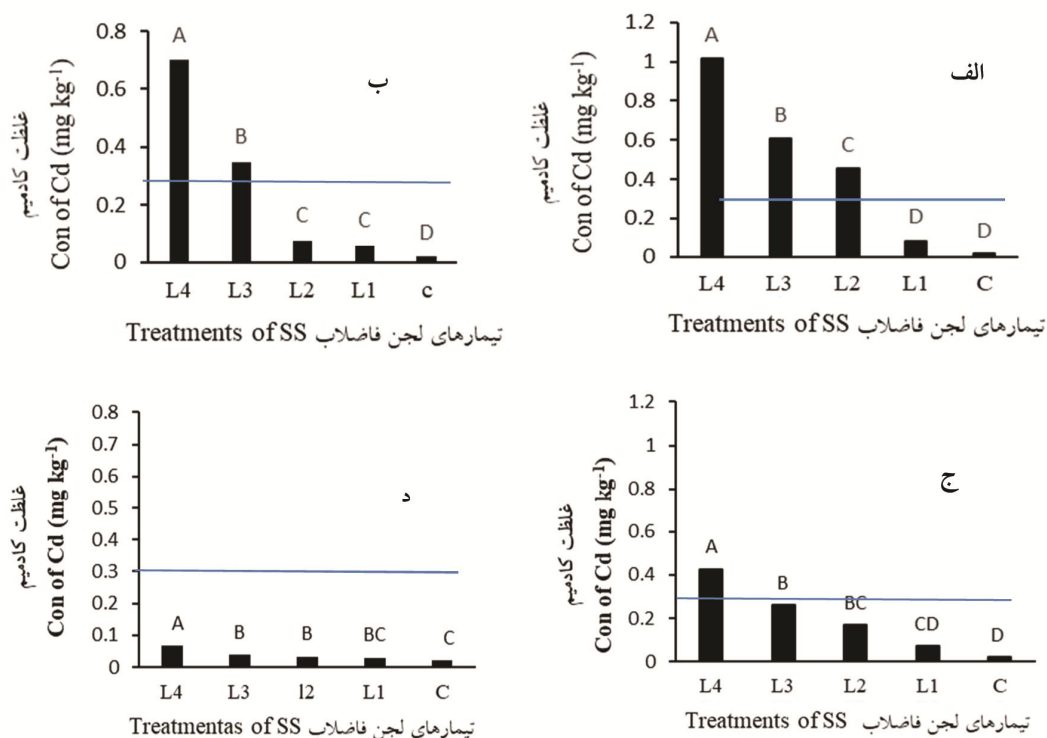 الف
غلظت کادمیم
Con of Cd (mg kg-1)
1.2
1
0.8
0.6
0.4
0.2
0
A
B
C
D
D
L4 L3 L2 L1 C
Treatments of SS تیمارهای لجن فاضلاب
ب
غلظت کادمیم
Con of Cd (mg kg-1)
0.8
0.6
0.4
0.2
0
A
B
C
C
D
L4 L3 L2 L1 c
Treatments of SS تیمارهای لجن فاضلاب
ج
غلظت کادمیم
Con of Cd (mg kg-1)
1.2
1
0.8
0.6
0.4
0.2
0
A
B
BC
CD
D
L4 L3 L2 L1 C
Treatments of SS تیمارهای لجن فاضلاب
د
غلظت کادمیم
Con of Cd (mg kg-1)
0.8
0.7
0.6
0.5
0.4
0.3
0.2
0.1
0
A
B
B
BC
C
L4 L3 l2 L1 C
Treatmentas of SS تیمارهای لجن فاضلاب